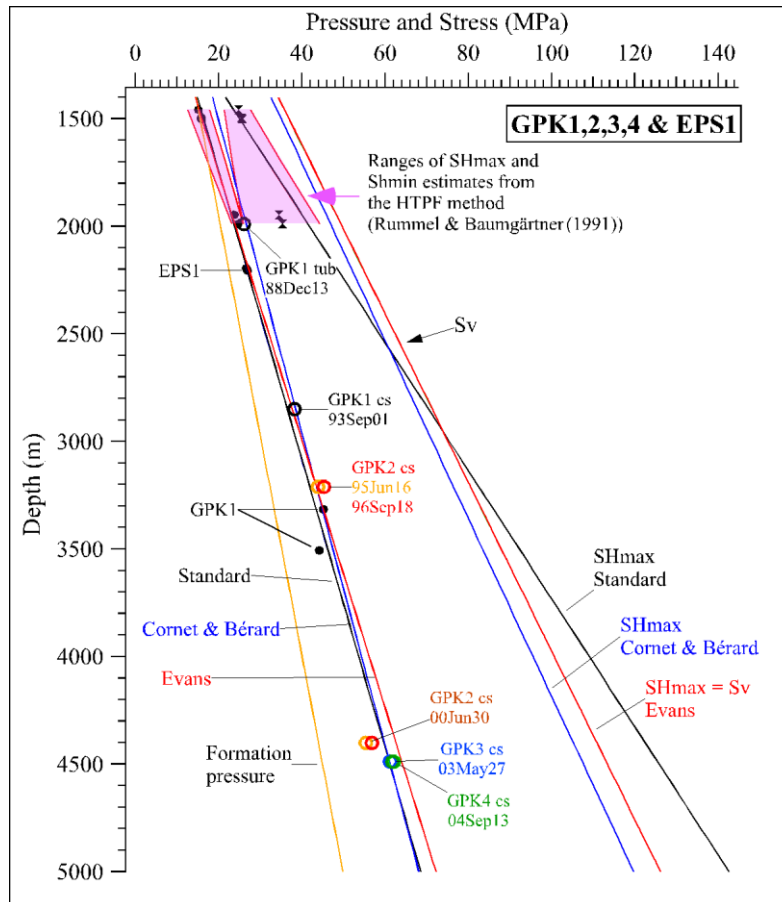 Pressure and Stress (MPa)
0 20 40 60 80 100 120 140
GPK1,2,3,4 & EPS1
Ranges of SHmax and
Shmin estimates from
the HTPF method
(Rummel & Baumgärtner (1991))
1500
2000
2500
3000
3500
4000
4500
5000
Depth (m)
EPS1
GPK1 tub
88Dec13
Sv
GPK1 cs
93Sep01
GPK2 cs
95Jun16
96Sep18
GPK1
Standard
Cornet & Bérard
Evans
SHmax
Standard
SHmax
Cornet & Bérard
SHmax = Sv
Evans
GPK2 cs
00Jun30
Formation
pressure
GPK3 cs
03May27
GPK4 cs
04Sep13